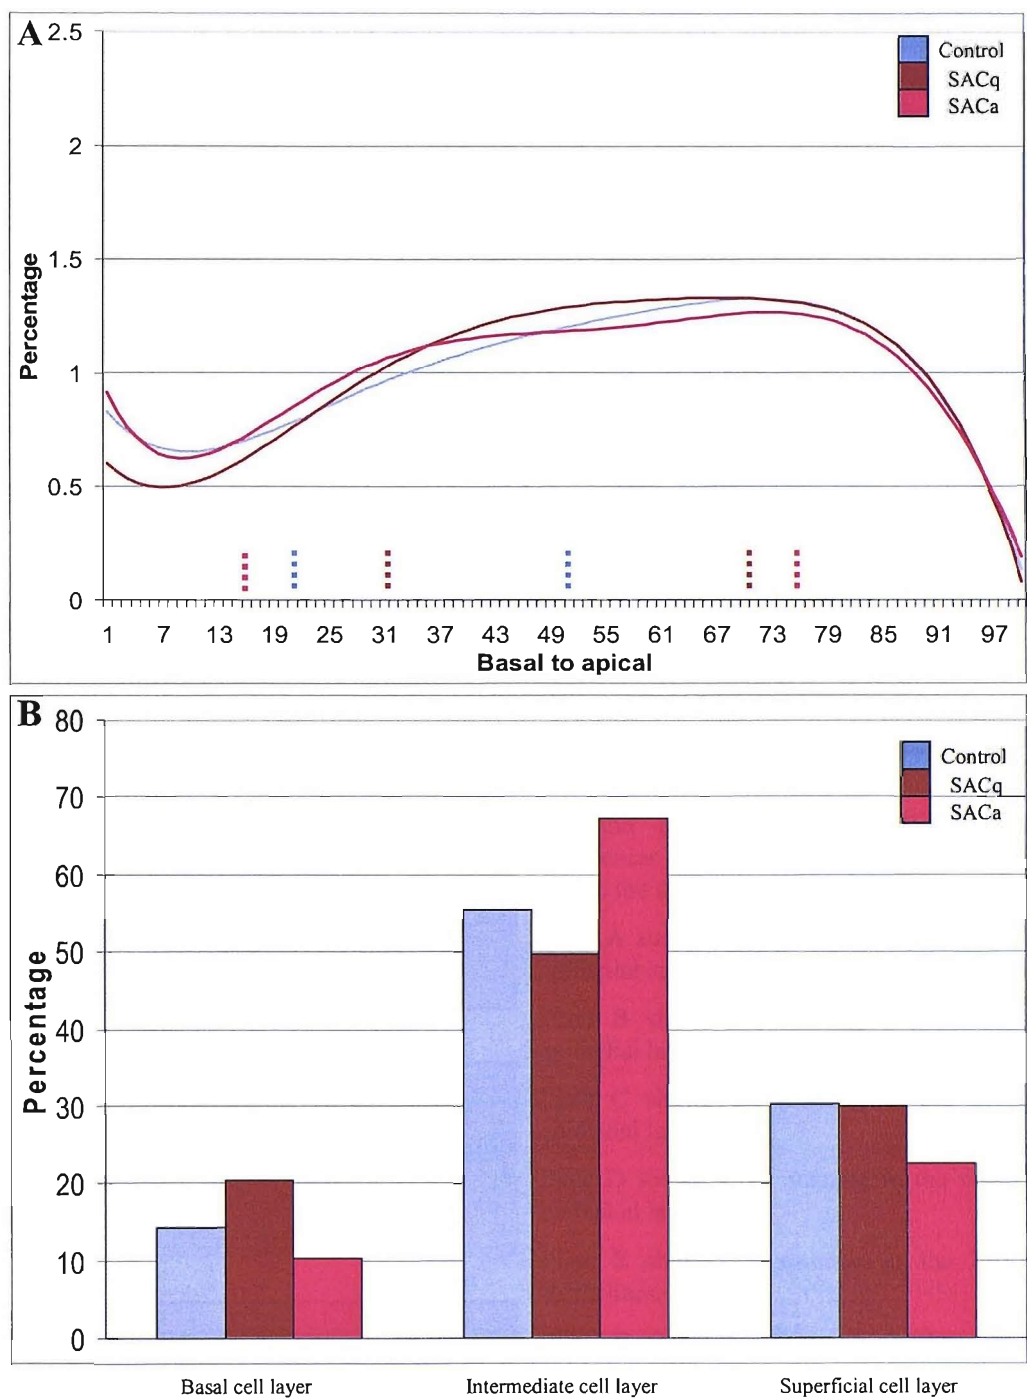 A
2.5
2
1.5
1
0.5
0
Percentage
Control
SACq
SACa
1 7 13 19 25 31 37 43 49 55 61 67 73 79 85 91 97
Basal to apical
B
80
70
60
50
40
30
20
10
0
Percentage
Control
SACq
SACa
Basal cell layer
Intermediate cell layer
Superficial cell layer